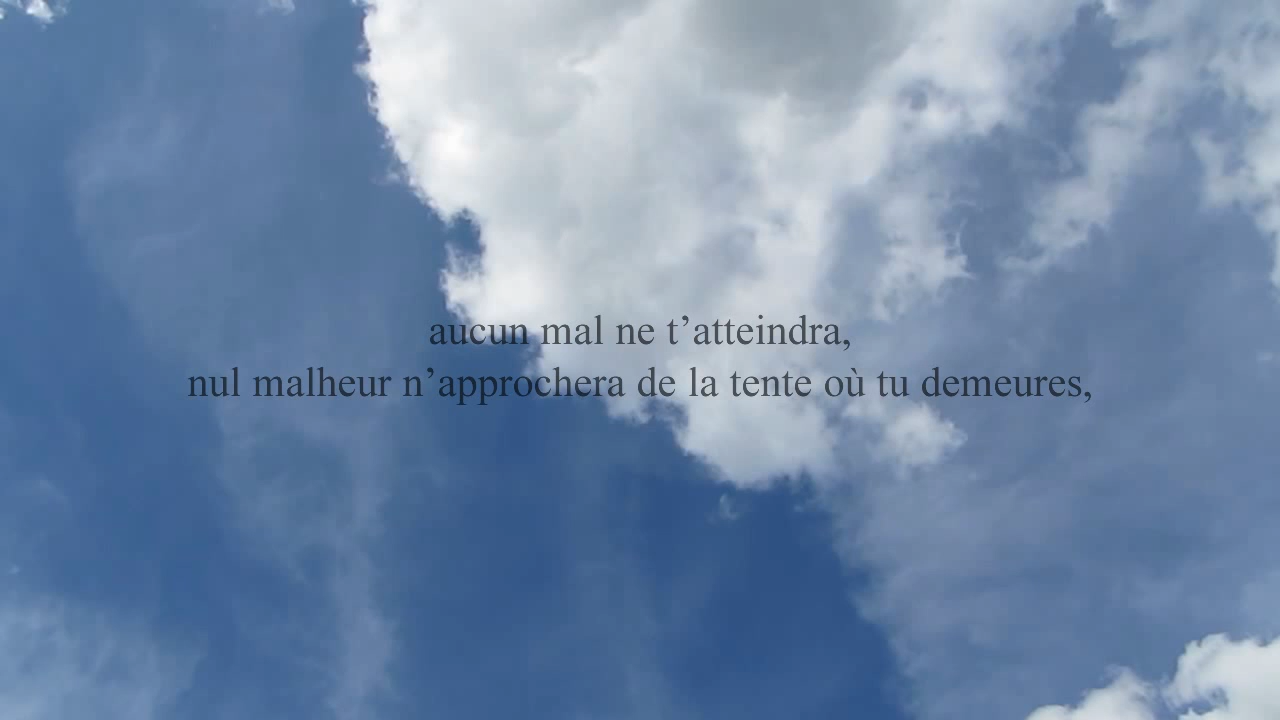 aucun mal ne t’atteindra,
nul malheur n’approchera de la tente où tu demeures,